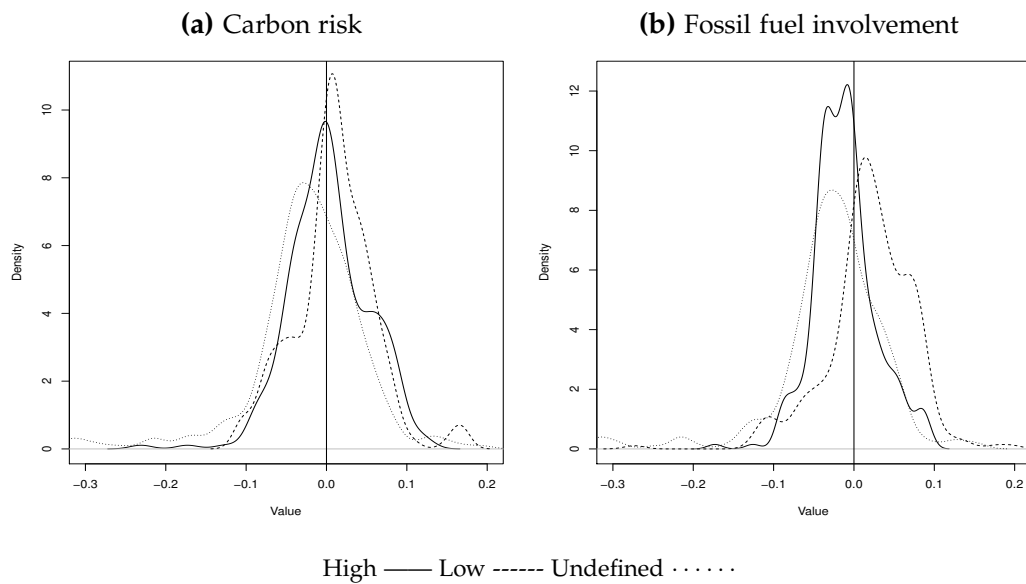 (a) Carbon risk
(b) Fossil fuel involvement
Density
0 2 4 6 8 10
−0.3 −0.2 −0.1 0.0 0.1 0.2
Value
Density
0 2 4 6 8 10 12
−0.3 −0.2 −0.1 0.0 0.1 0.2
Value
High —— Low ------ Undefined ······